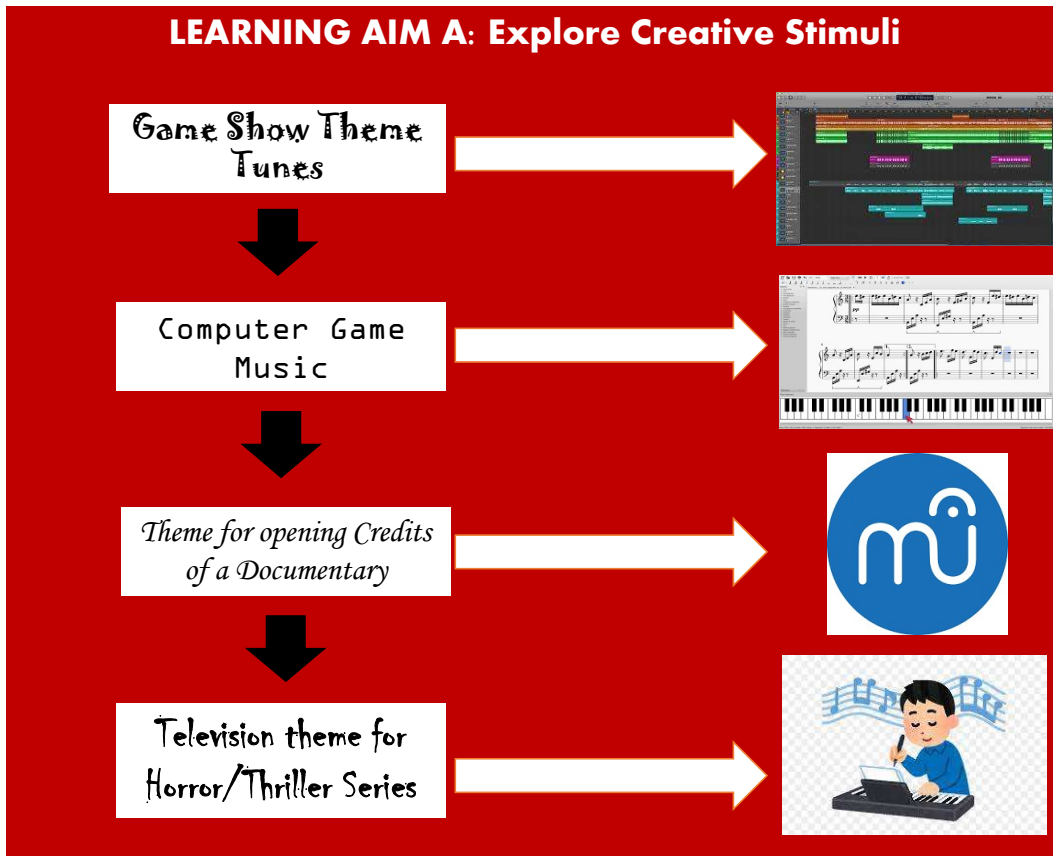 LEARNING AIM A: Explore Creative Stimuli
Game Show Theme
Tunes
Computer Game
Music
Theme for opening Credits
of a Documentary
Television theme for
Horror/Thriller Series